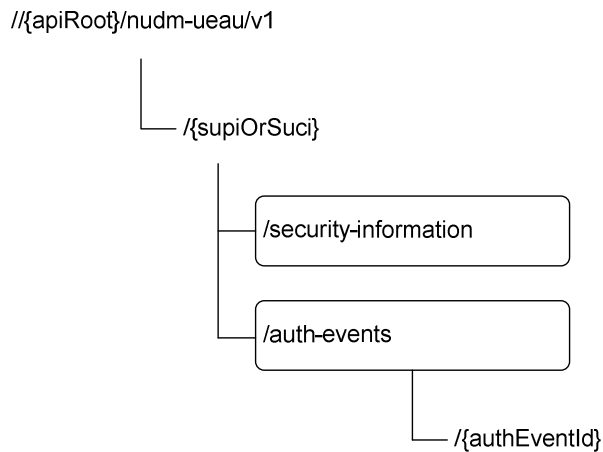 //{apiRoot}/nudm-ueau/v1
/{supiOrSuci}
/security-information
/auth-events
/{authEventId}